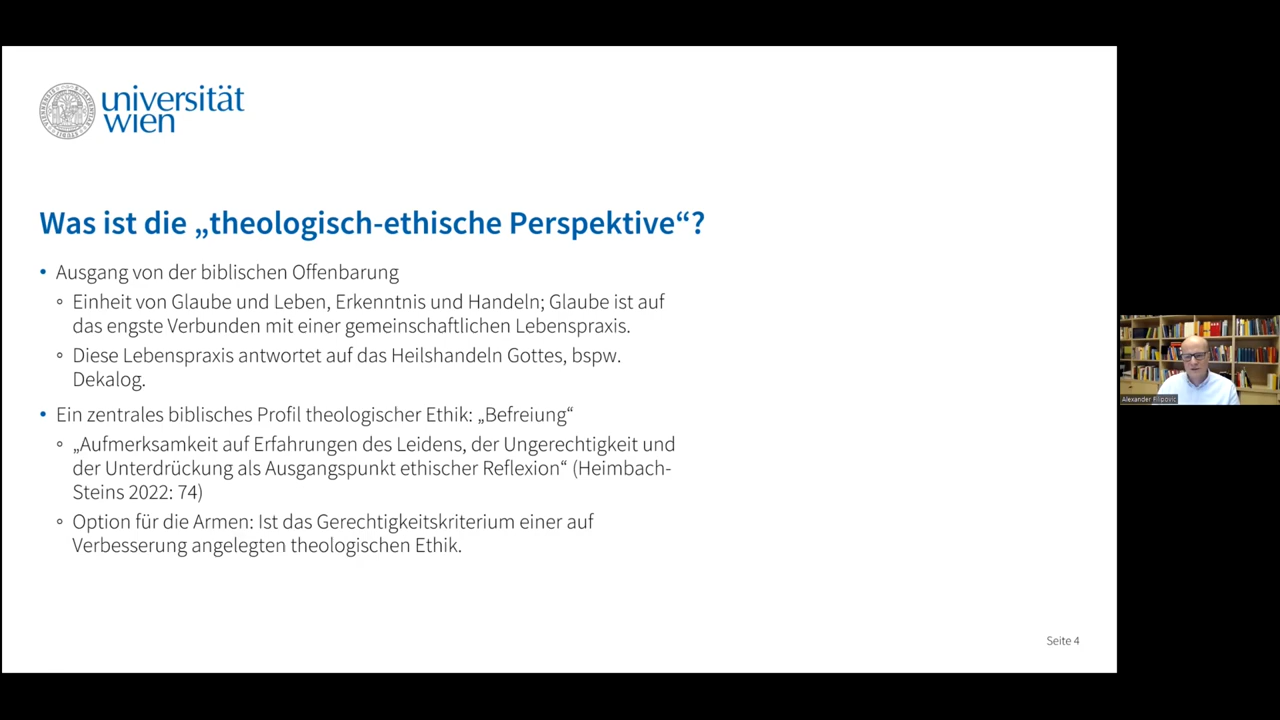 universität
wien
Was ist die „theologisch-ethische Perspektive“?
• Ausgang von der biblischen Offenbarung
◦ Einheit von Glaube und Leben, Erkenntnis und Handeln; Glaube ist auf
das engste Verbunden mit einer gemeinschaftlichen Lebenspraxis.
◦ Diese Lebenspraxis antwortet auf das Heilshandeln Gottes, bspw.
Dekalog.
• Ein zentrales biblisches Profil theologischer Ethik: „Befreiung“
◦ „Aufmerksamkeit auf Erfahrungen des Leidens, der Ungerechtigkeit und
der Unterdrückung als Ausgangspunkt ethischer Reflexion“ (Heimbach-
Steins 2022: 74)
◦ Option für die Armen: Ist das Gerechtigkeitskriterium einer auf
Verbesserung angelegten theologischen Ethik.
Seite 4
Alexander Filipovic